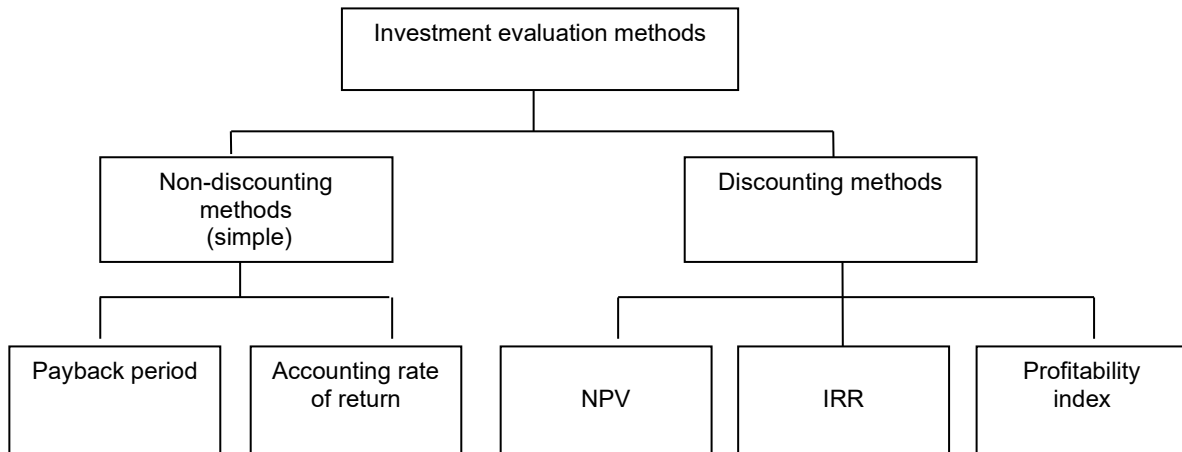 Investment evaluation methods
Non-discounting
methods
(simple)
Discounting methods
Payback period
Accounting rate
of return
NPV
IRR
Profitability
index